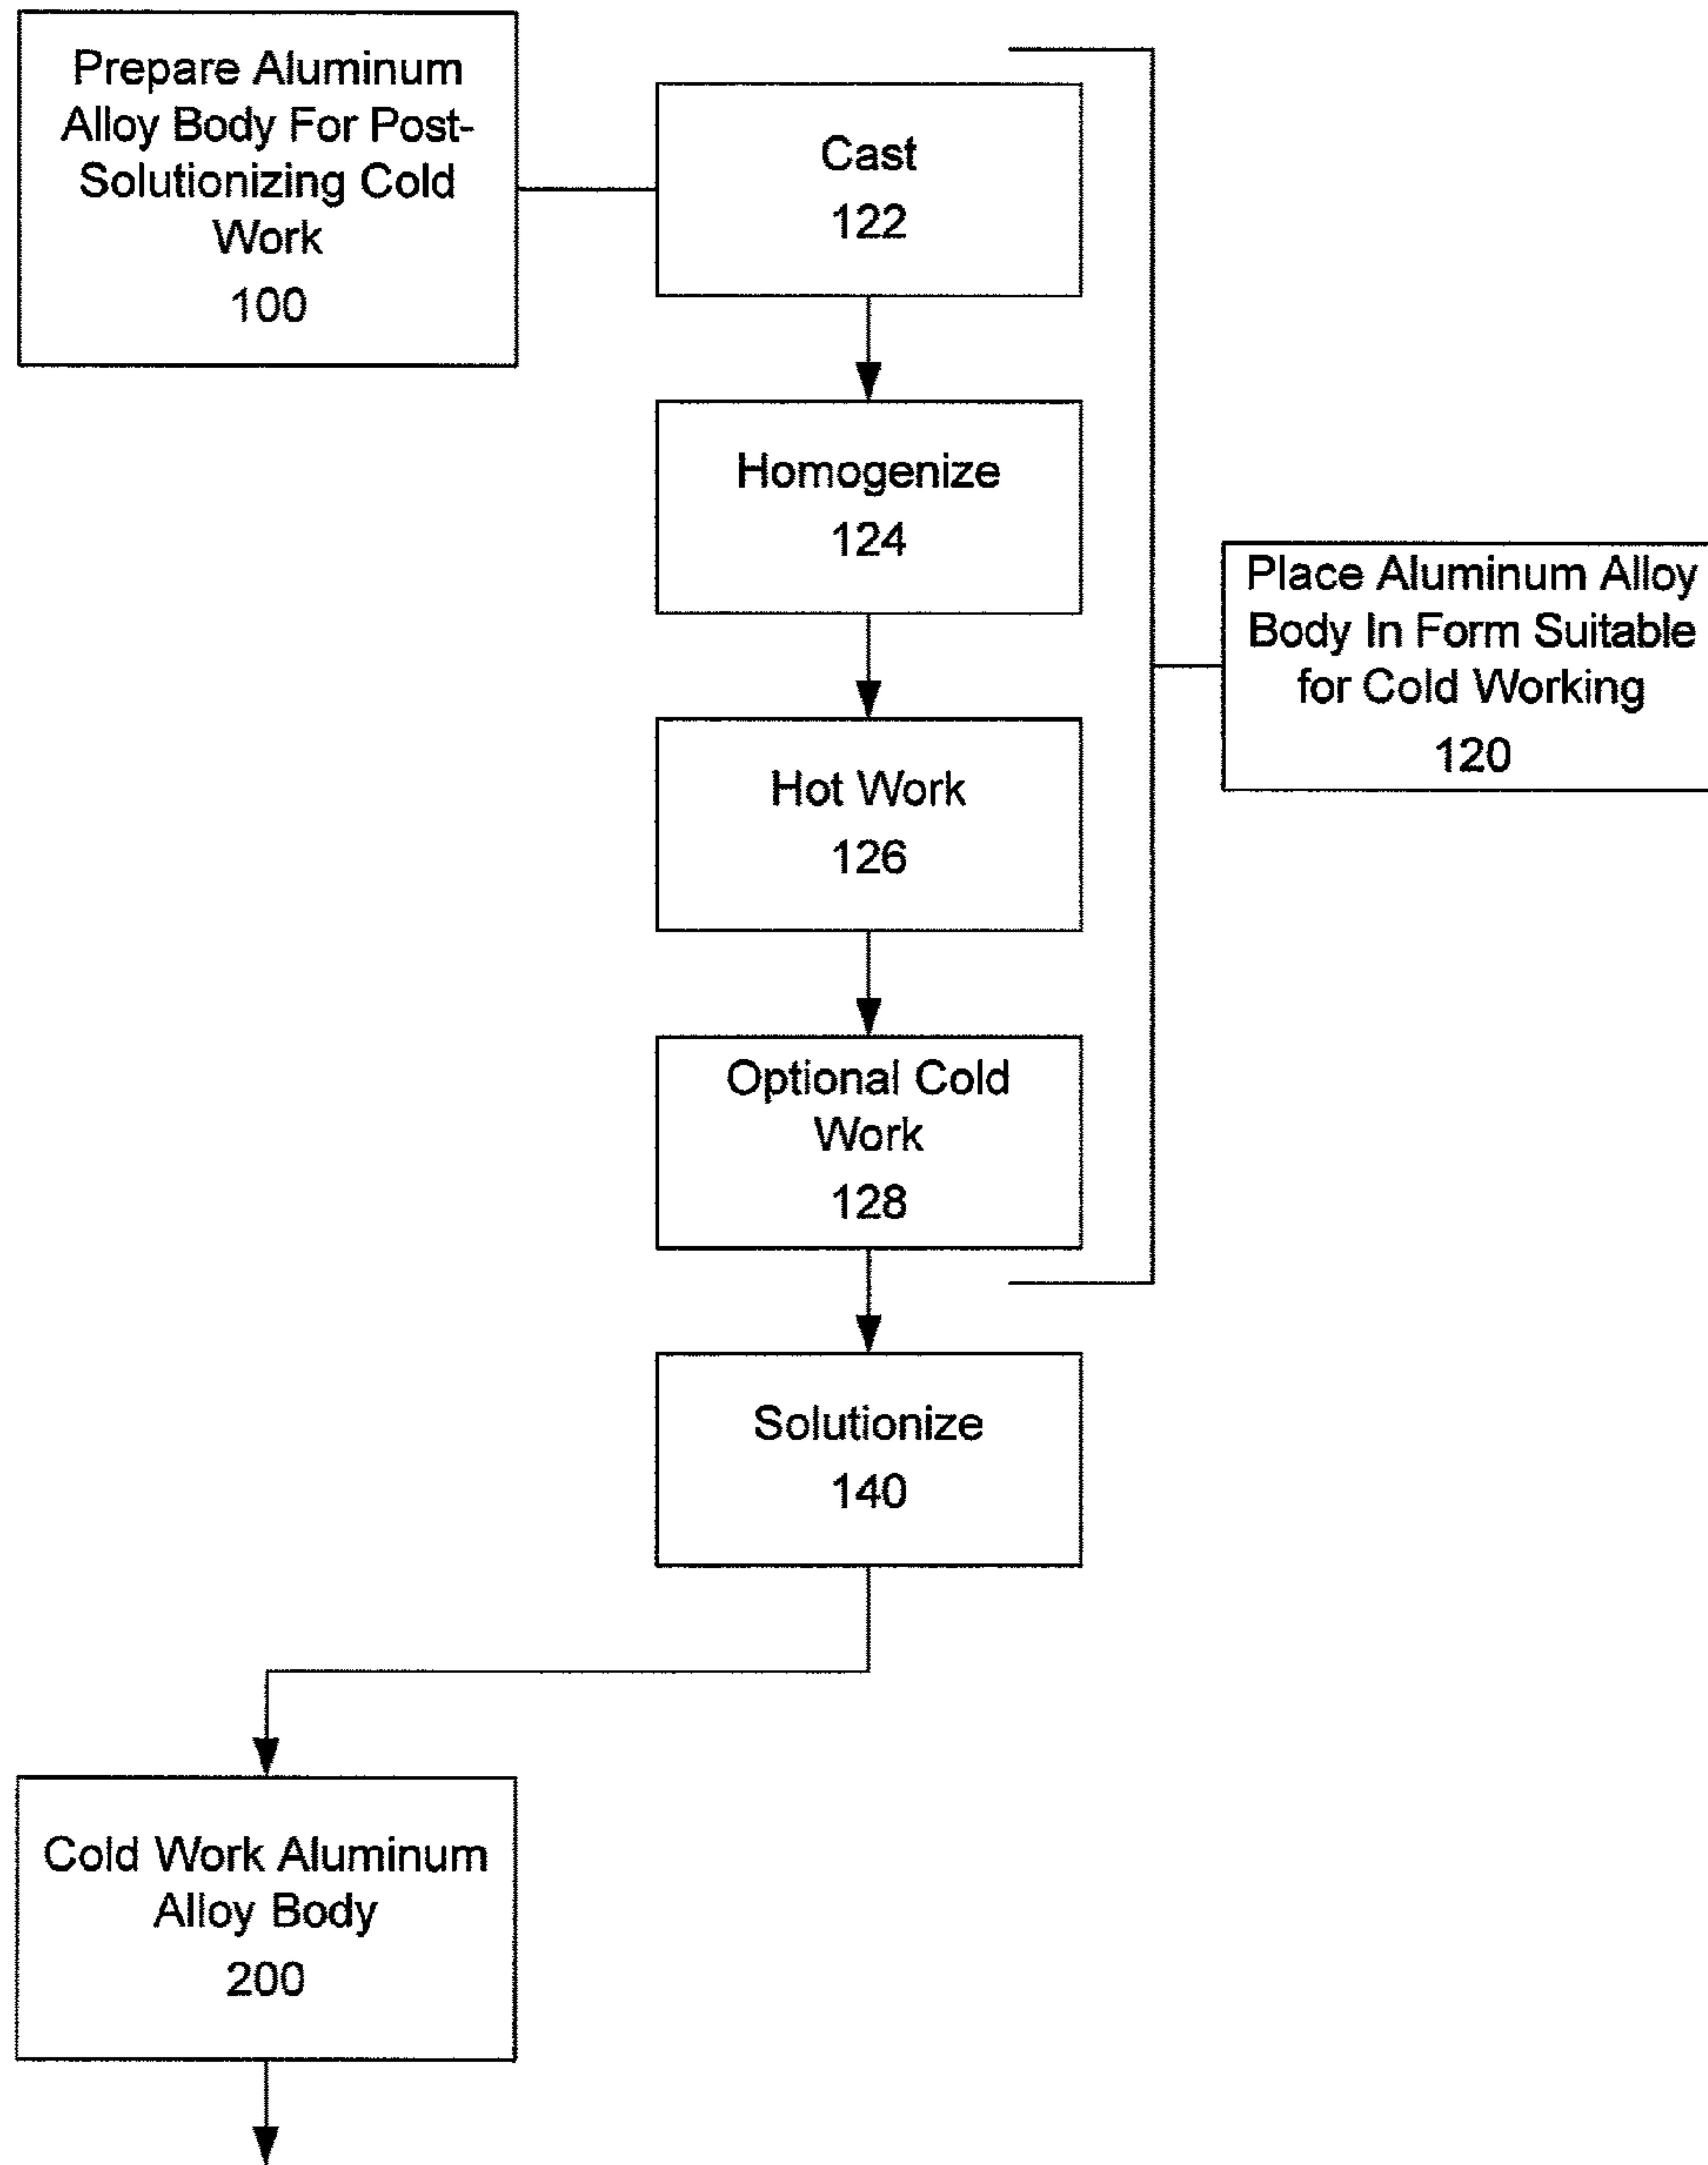 Prepare Aluminum
Alloy Body For Post-
Solutionizing Cold
Work
100
Cast
122
Homogenize
124
Hot Work
126
Optional Cold
Work
128
Place Aluminum Alloy
Body In Form Suitable
for Cold Working
120
Solutionize
140
Cold Work Aluminum
Alloy Body
200